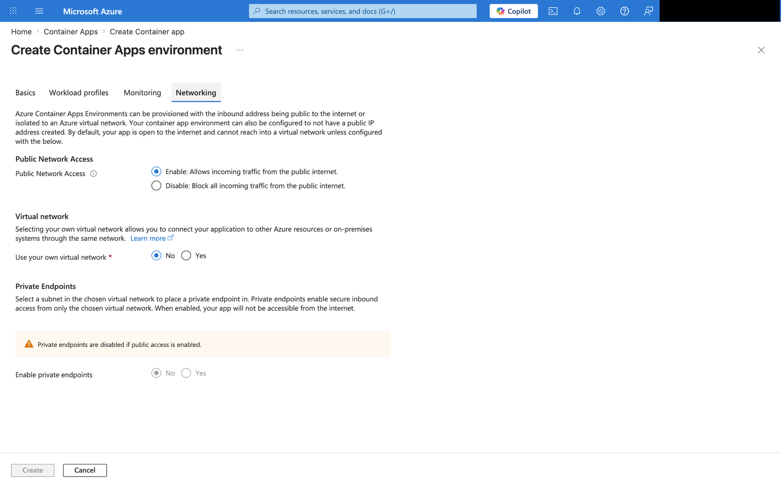 Microsoft Azure
Search resources, services, and docs (G+/)
Copilot
Home > Container Apps > Create Container app
Create Container Apps environment ...
Basics Workload profiles Monitoring Networking
Azure Container Apps Environments can be provisioned with the inbound address being public to the internet or
isolated to an Azure virtual network. Your container app environment can also be configured to not have a public IP
address created. By default, your app is open to the internet and cannot reach into a virtual network unless configured
with the below.
Public Network Access
Public Network Access
Enable: Allows incoming traffic from the public internet.
Disable: Block all incoming traffic from the public internet.
Virtual network
Selecting your own virtual network allows you to connect your application to other Azure resources or on-premises
systems through the same network. Learn more
Use your own virtual network * No Yes
Private Endpoints
Select a subnet in the chosen virtual network to place a private endpoint in. Private endpoints enable secure inbound
access from only the chosen virtual network. When enabled, your app will not be accessible from the internet.
Private endpoints are disabled if public access is enabled.
Enable private endpoints No Yes
Create Cancel